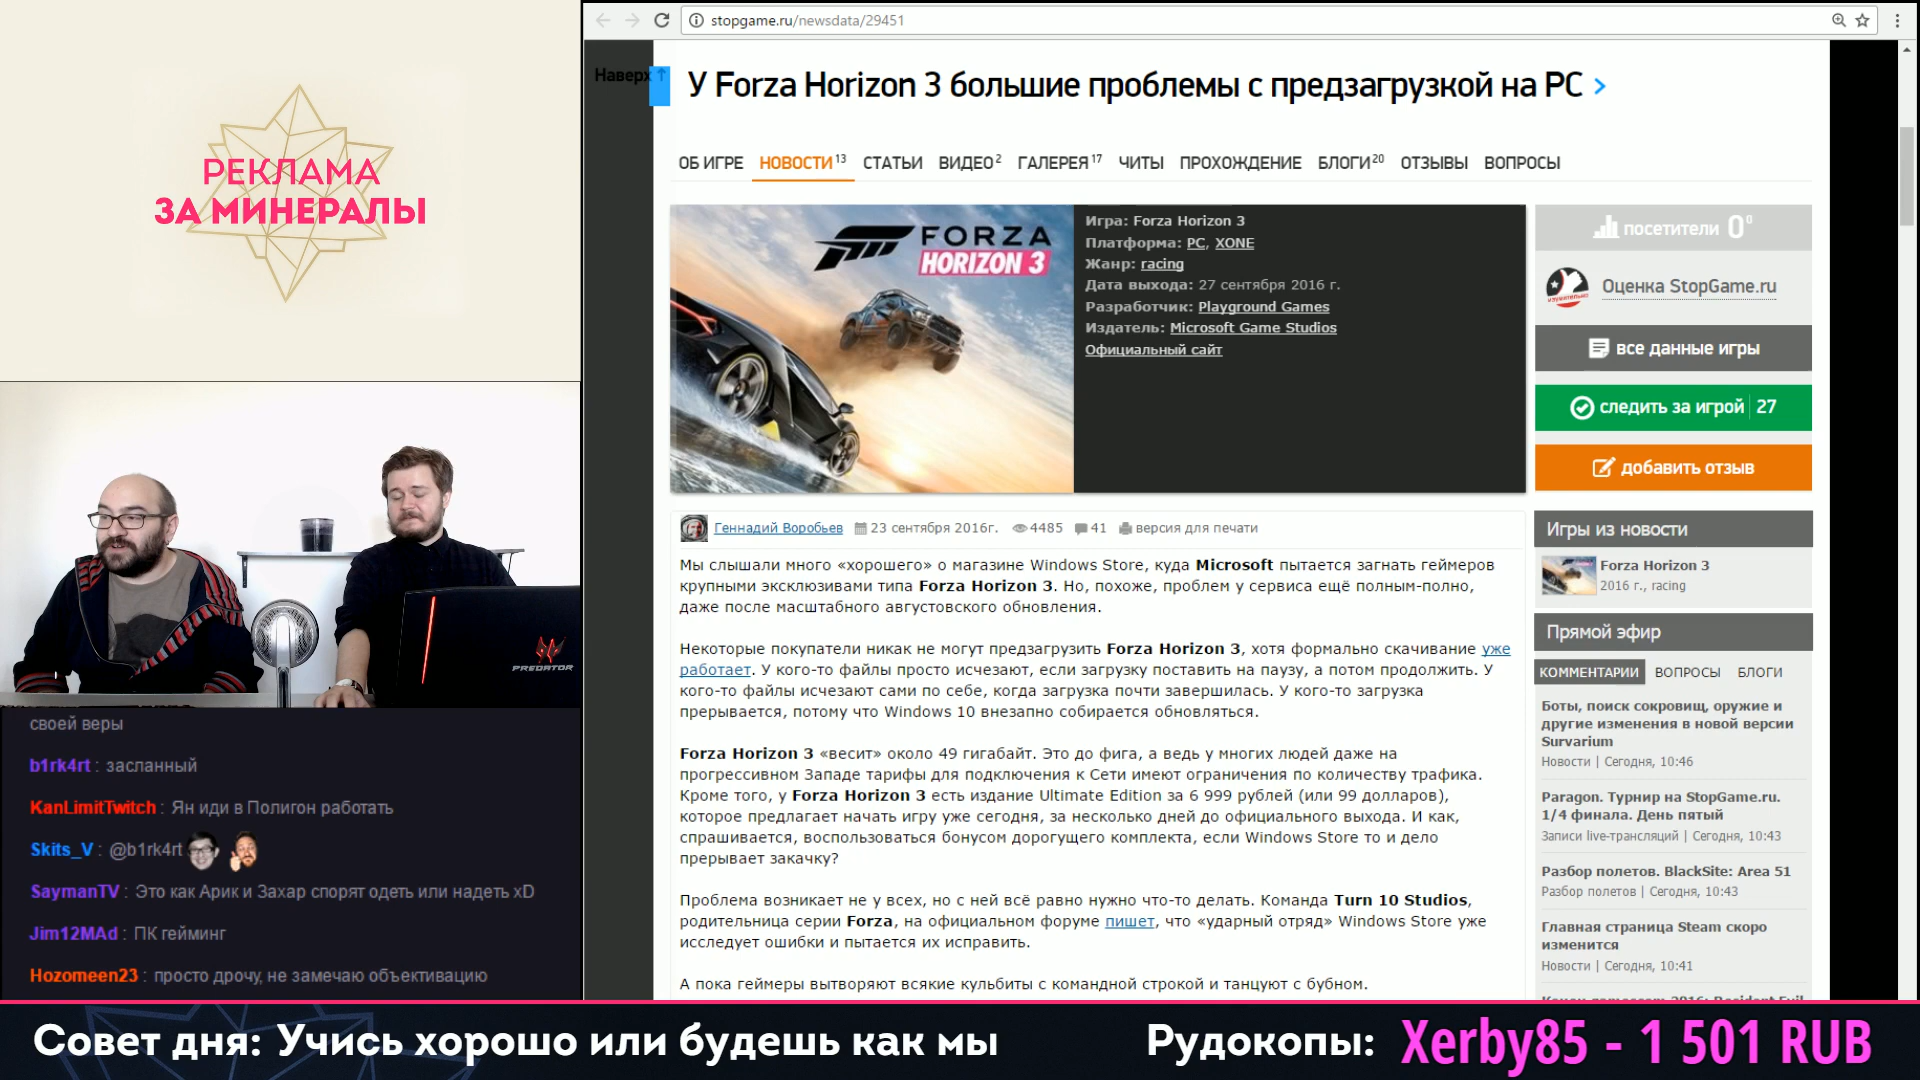 РЕКЛАМА
ЗА МИНЕРАЛЫ
PREDATOR
своей веры
b1rk4rt : засланный
KanLimitTwitch : Ян иди в Полигон работать
Skits_V : @b1rk4rt
SaymanTV : Это как Арик и Захар спорят одеть или надеть xD
Jim12MAd : ПК гейминг
Hozomeen23 : просто дрочу, не замечаю объективацию
stopgame.ru/newsdata/29451
Наверх ↑
У Forza Horizon 3 большие проблемы с предзагрузкой на PC
ОБ ИГРЕ НОВОСТИ 13 СТАТЬИ ВИДЕО 2 ГАЛЕРЕЯ 17 ЧИТЫ ПРОХОЖДЕНИЕ БЛОГИ 20 ОТЗЫВЫ ВОПРОСЫ
FORZA
HORIZON 3
Игра: Forza Horizon 3
Платформа: PC, XONE
Жанр: racing
Дата выхода: 27 сентября 2016 г.
Разработчик: Playground Games
Издатель: Microsoft Game Studios
Официальный сайт
Геннадий Воробьев 23 сентября 2016г. 4485 41 версия для печати
Мы слышали много «хорошего» о магазине Windows Store, куда Microsoft пытается загнать геймеров
крупными эксклюзивами типа Forza Horizon 3. Но, похоже, проблем у сервиса ещё полным-полно,
даже после масштабного августовского обновления.
Некоторые покупатели никак не могут предзагрузить Forza Horizon 3, хотя формально скачивание уже
работает. У кого-то файлы просто исчезают, если загрузку поставить на паузу, а потом продолжить. У
кого-то файлы исчезают сами по себе, когда загрузка почти завершилась. У кого-то загрузка
прерывается, потому что Windows 10 внезапно собирается обновляться.
Forza Horizon 3 «весит» около 49 гигабайт. Это до фига, а ведь у многих людей даже на
прогрессивном Западе тарифы для подключения к Сети имеют ограничения по количеству трафика.
Кроме того, у Forza Horizon 3 есть издание Ultimate Edition за 6 999 рублей (или 99 долларов),
которое предлагает начать игру уже сегодня, за несколько дней до официального выхода. И как,
спрашивается, воспользоваться бонусом дорогущего комплекта, если Windows Store то и дело
прерывает закачку?
Проблема возникает не у всех, но с ней всё равно нужно что-то делать. Команда Turn 10 Studios,
родительница серии Forza, на официальном форуме пишет, что «ударный отряд» Windows Store уже
исследует ошибки и пытается их исправить.
А пока геймеры вытворяют всякие кульбиты с командной строкой и танцуют с бубном.
посетители 0 0
Оценка StopGame.ru
все данные игры
следить за игрой 27
добавить отзыв
Игры из новости
Forza Horizon 3
2016 г., racing
Прямой эфир
КОММЕНТАРИИ ВОПРОСЫ БЛОГИ
Боты, поиск сокровищ, оружие и
другие изменения в новой версии
Survarium
Новости | Сегодня, 10:46
Paragon. Турнир на StopGame.ru.
1/4 финала. День пятый
Записи live-трансляций | Сегодня, 10:43
Разбор полетов. BlackSite: Area 51
Разбор полетов | Сегодня, 10:43
Главная страница Steam скоро
изменится
Новости | Сегодня, 10:41
Совет дня: Учись хорошо или будешь как мы
Рудокопы: Xerby85 - 1 501 RUB